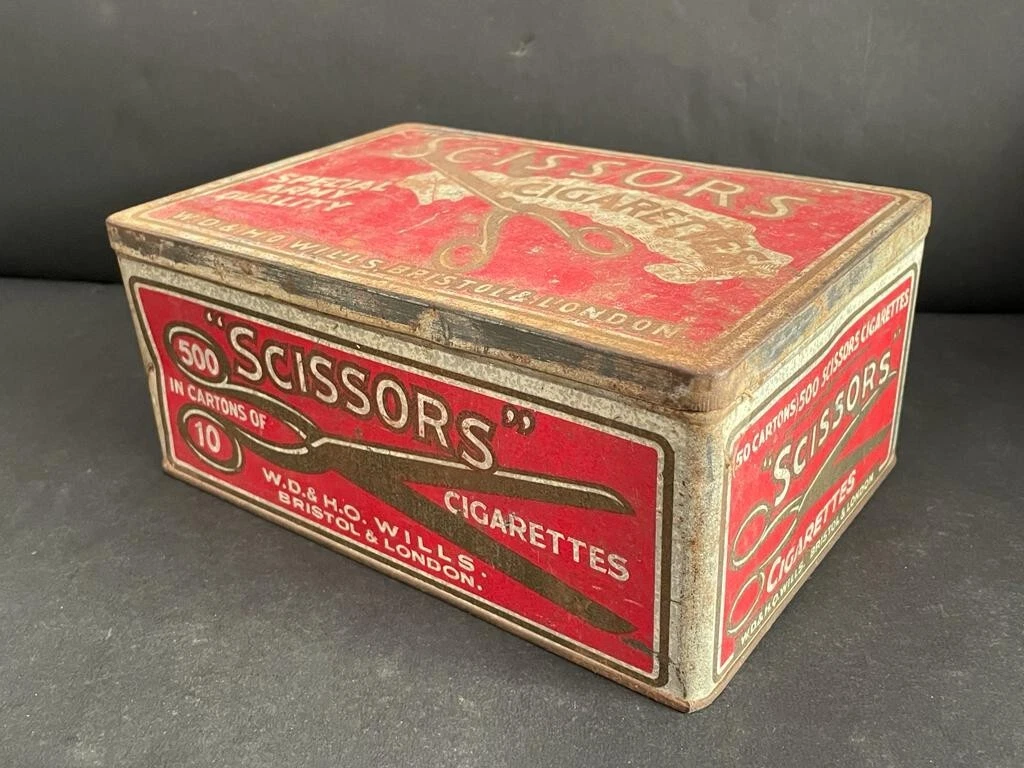 "SCISSORS"
CIGARETTES
SPECIAL
ARMY
QUALITY
W.D. & H.O. WILLS. BRISTOL & LONDON
"SCISSORS"
500
IN CARTONS OF
10
CIGARETTES
W.D. & H.O. WILLS.
BRISTOL & LONDON.
50 CARTONS/500 SCISSORS CIGARETTES
"SCISSORS"
CIGARETTES
W.D. & H.O. WILLS. BRISTOL & LONDON